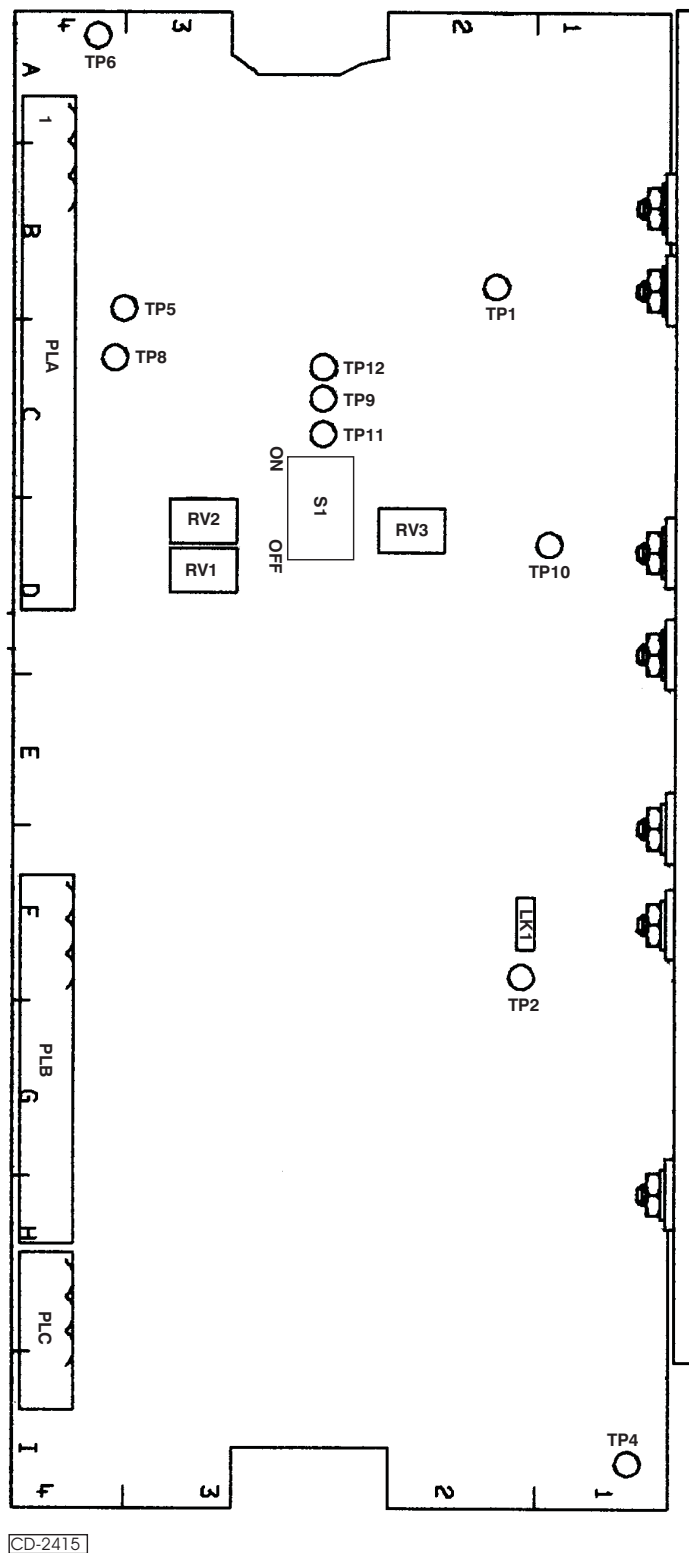 4 3 2 1
TP6
A
1
B
TP5
TP1
PLA
TP8
TP12
TP9
C
TP11
ON
S1
RV2
RV3
OFF
RV1
TP10
D
E
F
LK1
TP2
PLB
G
H
PLC
TP4
I
4 3 2 1
CD-2415